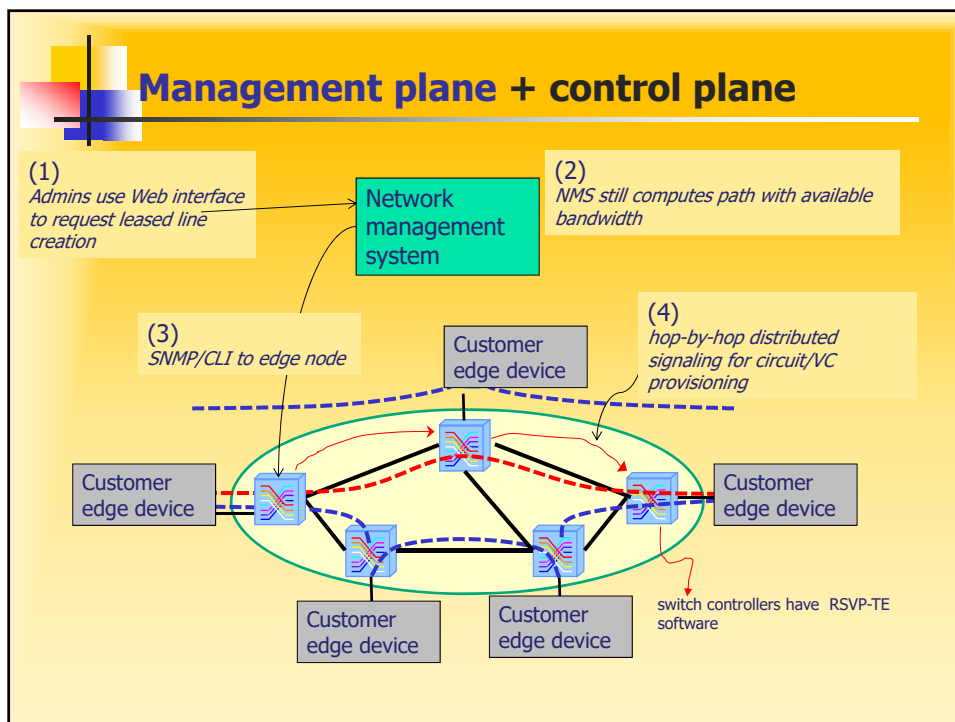 Management plane + control plane
(1)
Admins use Web interface
to request leased line
creation
Network
management
system
(2)
NMS still computes path with available
bandwidth
(3)
SNMP/CLI to edge node
Customer
edge device
(4)
hop-by-hop distributed
signaling for circuit/VC
provisioning
Customer
edge device
Customer
edge device
Customer
edge device
Customer
edge device
switch controllers have RSVP-TE
software